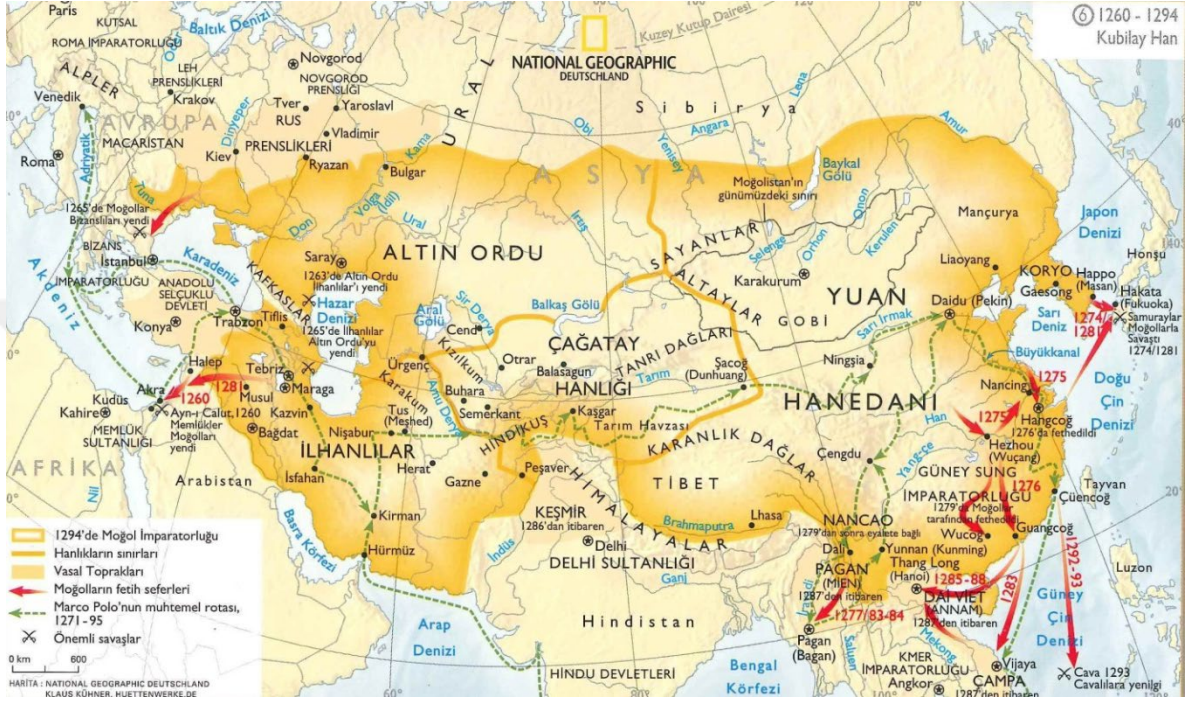 Paris
KUTSAL
ROMA İMPARATORLUĞU
Baltık Denizi
Kuzey Kutup Dairesi
NATIONAL GEOGRAPHIC
DEUTSCHLAND
⑥ 1260 - 1294
Kubilay Han
LEH
PRENSLİKLERİ
Krakov
Novgorod
NOVGOROD
PRENSLİĞİ
ALPLER
Venedik
AVRUPA
MACARİSTAN
Roma
Adriyatik
Dinyeper
Kiev
Tver
RUS
PRENSLİKLERİ
Yaroslavl
Vladimir
Ryazan
Bulgar
Kama
URAL
Sibirya
Obi
Yenisey
Angara
Lena
Amur
ASYA
40°
Tuna
1265'de Moğollar
Bizanslıları yendi
BİZANS
İstanbul
İMPARATORLUĞU
Karadeniz
Akdeniz
Don
Volga
(İdil)
Ural
İrtış
ALTIN ORDU
Saray
1263'de Altın Ordu
İlhanlılar'ı yendi
KAFKASLAR
Hazar
Denizi
1265'de İlhanlılar
Altın Ordu'yu
yendi
ANADOLU
SELÇUKLU
DEVLETİ
Konya
Trabzon
Tiflis
Tebriz
Maraga
Halep
Musul
Kazvin
Bağdat
Akra
Kudüs
Kahire
MEMLÜK
SULTANLIĞI
1260
1281
Ayn-ı Calut, 1260
Memlükler
Moğolları
yendi
AFRİKA
Nil
Arabistan
Basra Körfezi
Aral
Gölü
Sir Derya
Cend
Balkaş Gölü
Ürgenç
Kızılkum
Otrar
Balasagun
Karakum
Amu Derya
Buhara
Semerkant
ÇAĞATAY
HANLIĞI
TANRI DAĞLARI
Tarım
Kaşgar
Tarım Havzası
Tus
(Meşhed)
Nişabur
İLHANLILAR
İsfahan
Herat
Gazne
Kirman
Hürmüz
HİNDİKUŞ
Peşaver
HİMALAYALAR
KEŞMİR
1286'dan itibaren
İndüs
Delhi
DELHİ SULTANLIĞI
Ganj
Hindistan
HİNDU DEVLETLERİ
Arap
Denizi
Bengal
Körfezi
Moğolistan'ın
günümüzdeki sınırı
Baykal
Gölü
SAYANLAR
ALTAYLAR
Selenge
Orhon
Onon
Kerulen
Karakurum
GOBİ
Mançurya
YUAN
HANEDANI
Liaoyang
Daidu (Pekin)
Sarı Irmak
Ningsia
Şacoğ
(Dunhuang)
KARANLIK DAĞLAR
TİBET
Brahmaputra
Lhasa
Çengdu
Han
Yang-çe
Japon
Denizi
140°
Honşu
KORYO
Gaesong
Happo
(Masan)
Hakata
(Fukuoka)
Samuraylar
Moğollarla
Savaştı
1274/1281
1274/
1281
Sarı
Deniz
Büyükkanal
1275
Nancing
Hangcoğ
1276'da fethedildi
1275
Hezhou
(Wuçang)
Doğu
Çin
Denizi
GÜNEY SUNG
İMPARATORLUĞU
1279'da Moğollar
tarafından fethedildi
1276
Tayvan
Çüencoğ
20°
Wucoğ
Guangcoğ
NANCAO
1279'dan sonra eyalete bağlı
Dali
Yunnan (Kunming)
PAGAN
(MIEN)
1287'den itibaren
Thang Long
(Hanoi)
1285-88
DAI VIET
(ANNAM)
1287'den itibaren
1277/83-84
Pagan
(Bagan)
Saluen
Mekong
KMER
İMPARATORLUĞU
Angkor
1283
1292-93
Güney
Çin
Denizi
Luzon
Vijaya
CAMPA
1287'den itibaren
Cava 1293
Cavalılara yenilgi
1294'de Moğol İmparatorluğu
Hanlıkların sınırları
Vasal Toprakları
Moğolların fetih seferleri
Marco Polo'nun muhtemel rotası,
1271-95
Önemli savaşlar
0 km 600
HARİTA : NATIONAL GEOGRAPHIC DEUTSCHLAND
KLAUS KÜHNER, HUETTENWERKE.DE
60°